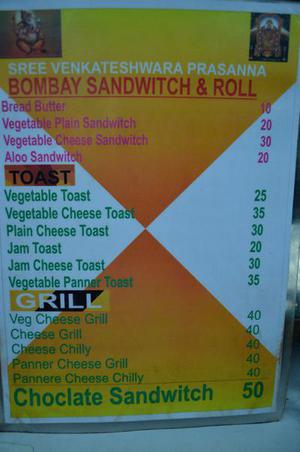 SREE VENKATESHWARA PRASANNA
BOMBAY SANDWITCH & ROLL
Bread Butter 10
Vegetable Plain Sandwitch 20
Vegetable Cheese Sandwitch 30
Aloo Sandwitch 20
TOAST
Vegetable Toast 25
Vegetable Cheese Toast 35
Plain Cheese Toast 30
Jam Toast 20
Jam Cheese Toast 30
Vegetable Panner Toast 35
GRILL
Veg Cheese Grill 40
Cheese Grill 40
Cheese Chilly 40
Panner Cheese Grill 40
Pannere Cheese Chilly 40
Choclate Sandwitch 50